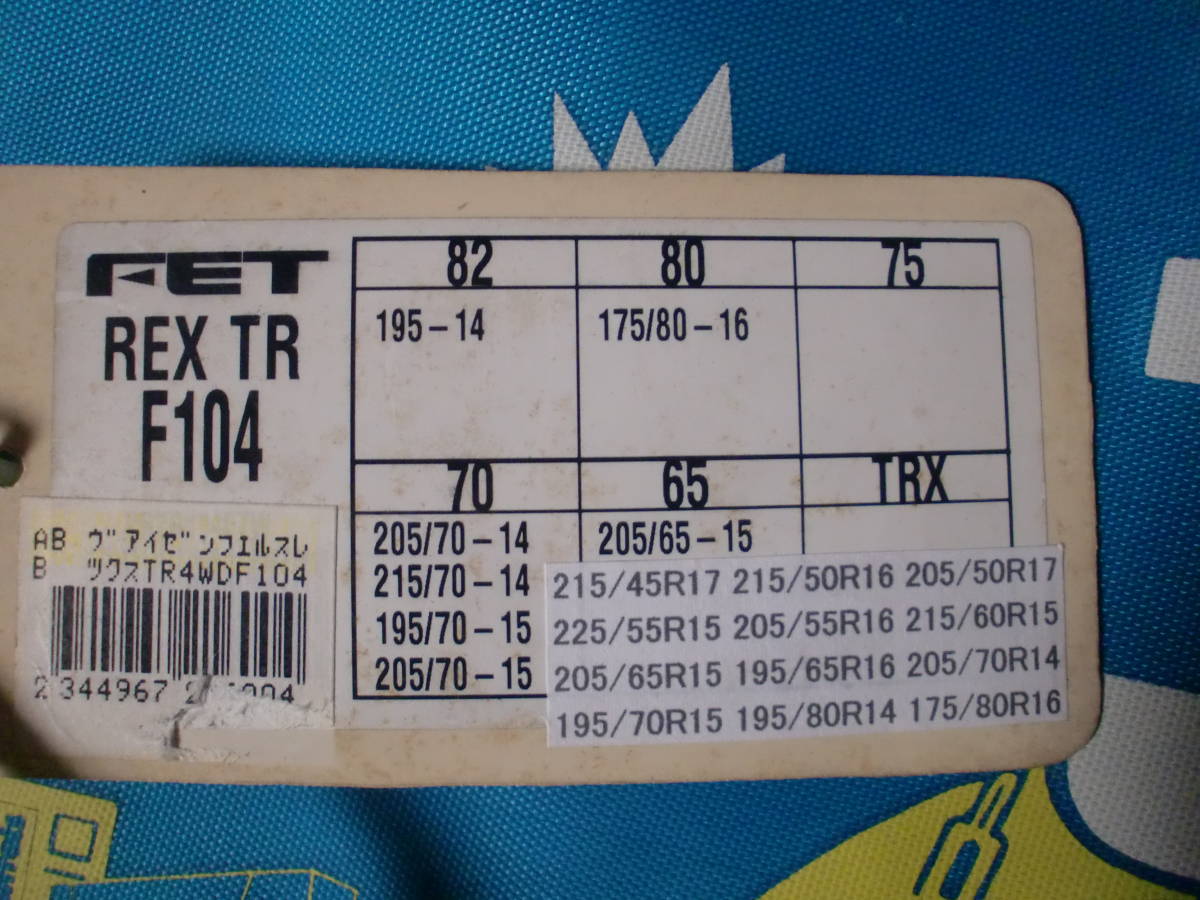 FET
REX TR
F104
82 80 75
195-14 175/80-16
70 65 TRX
205/70-14 205/65-15
215/70-14
195/70-15
205/70-15
215/45R17 215/50R16 205/50R17
225/55R15 205/55R16 215/60R15
205/65R15 195/65R16 205/70R14
195/70R15 195/80R14 175/80R16
AB ヴアイゼンフエルスレ
B ツクスTR4WDF104
2 344967